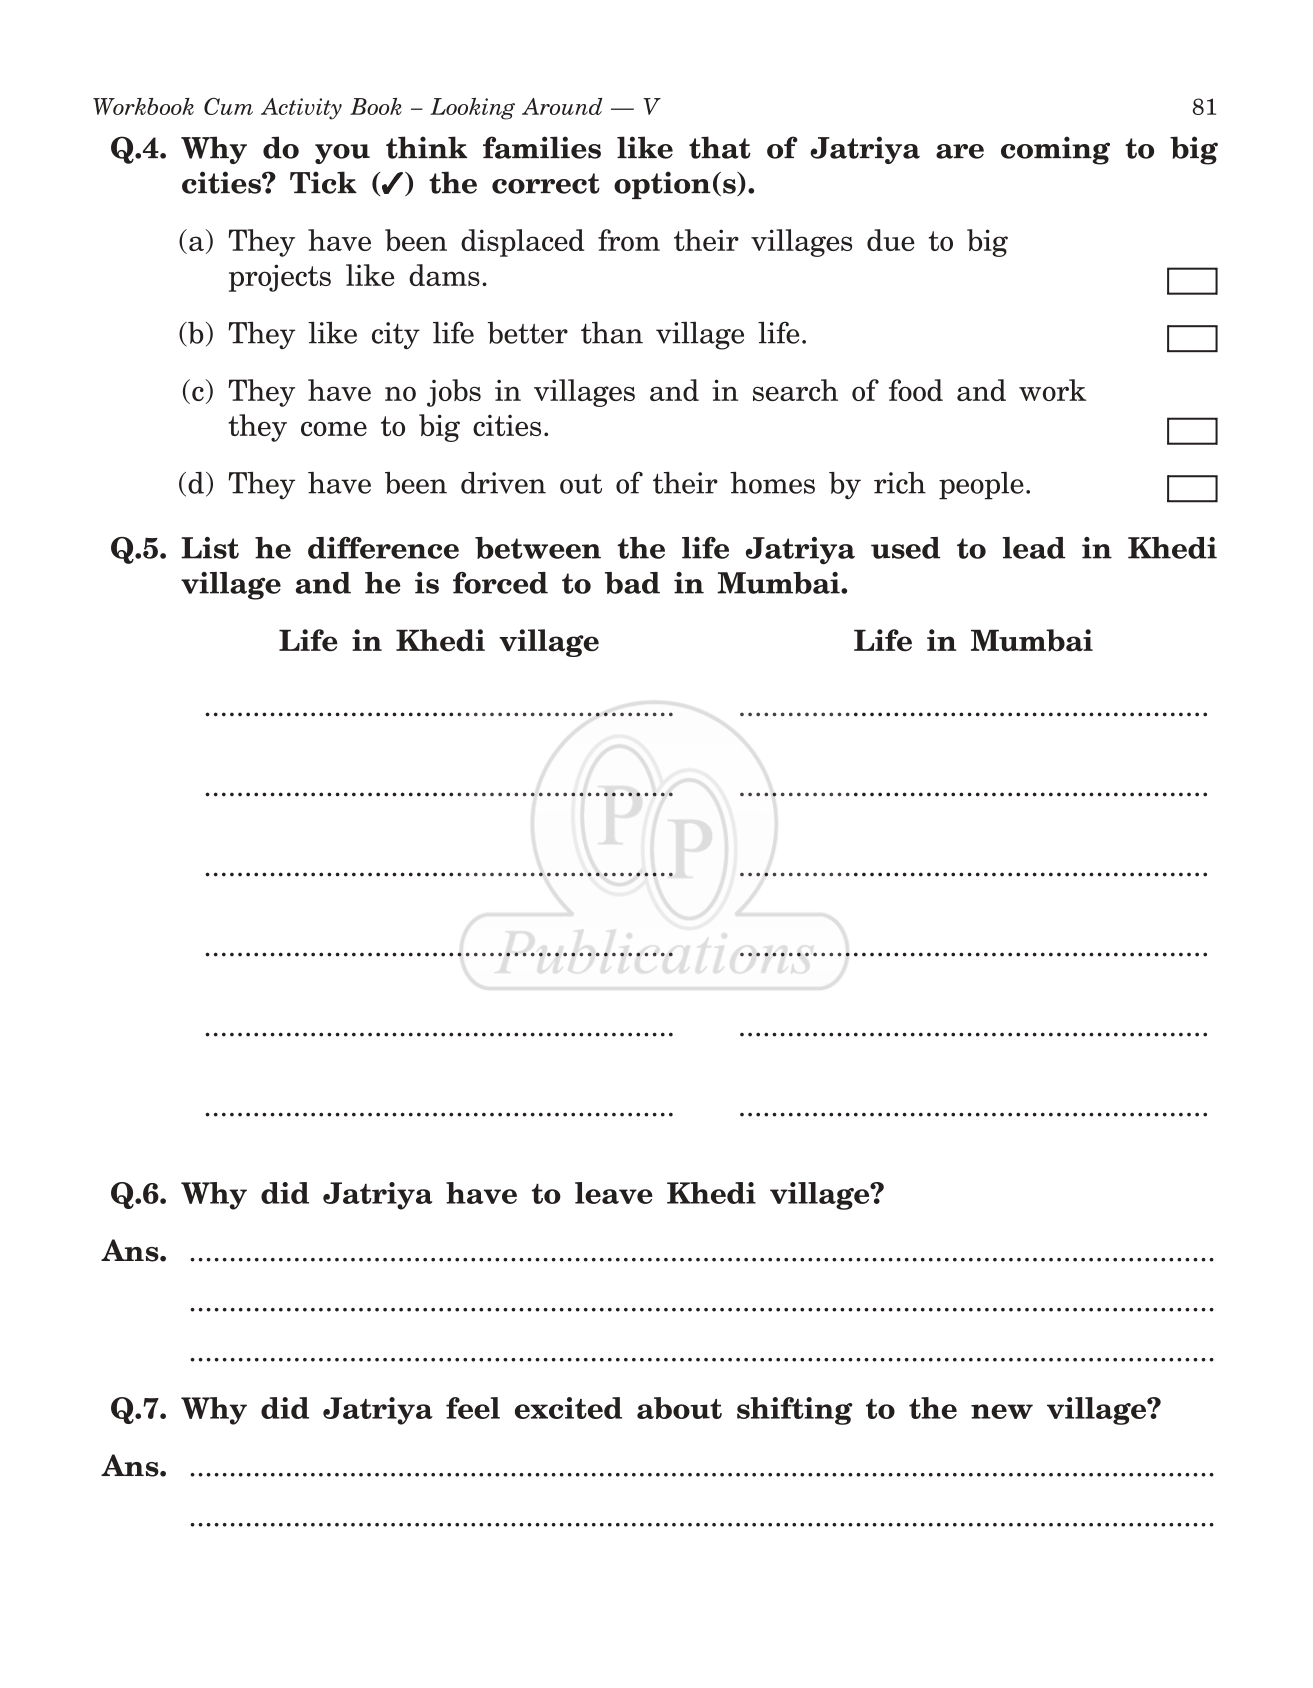 Workbook Cum Activity Book – Looking Around — V 81
Q.4. Why do you think families like that of Jatriya are coming to big
cities? Tick (✓) the correct option(s).
(a) They have been displaced from their villages due to big
projects like dams.
(b) They like city life better than village life.
(c) They have no jobs in villages and in search of food and work
they come to big cities.
(d) They have been driven out of their homes by rich people.
Q.5. List he difference between the life Jatriya used to lead in Khedi
village and he is forced to bad in Mumbai.
Life in Khedi village Life in Mumbai
P
P
Publications
Q.6. Why did Jatriya have to leave Khedi village?
Ans.
Q.7. Why did Jatriya feel excited about shifting to the new village?
Ans.